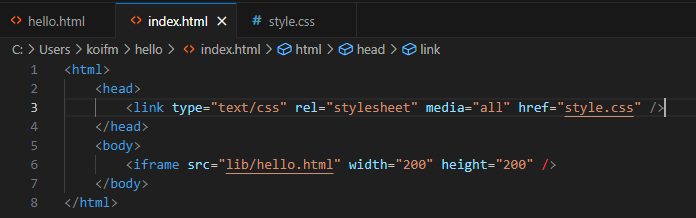 hello.html index.html style.css
C: > Users > koifm > hello > index.html > html > head > link
1 <html>
2 <head>
3 <link type="text/css" rel="stylesheet" media="all" href="style.css" />
4 </head>
5 <body>
6 <iframe src="lib/hello.html" width="200" height="200" />
7 </body>
8 </html>